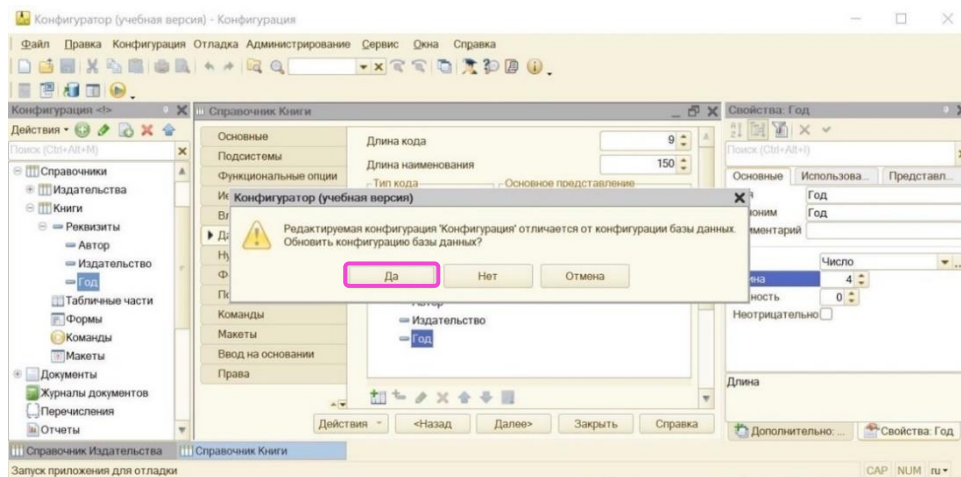 Конфигуратор (учебная версия) - Конфигурация
Файл Правка Конфигурация Отладка Администрирование Сервис Окна Справка
Конфигурация <!>
Действия
Поиск (Ctrl+Alt+M)
Справочники
Издательства
Книги
Реквизиты
Автор
Издательство
Год
Табличные части
Формы
Команды
Макеты
Документы
Журналы документов
Перечисления
Отчеты
Справочник Книги
Основные
Подсистемы
Функциональные опции
Команды
Макеты
Ввод на основании
Права
Длина кода 9
Длина наименования 150
Тип кода Основное представление
Конфигуратор (учебная версия)
Редактируемая конфигурация 'Конфигурация' отличается от конфигурации базы данных.
Обновить конфигурацию базы данных?
Да Нет Отмена
Издательство
Год
Действия <Назад Далее> Закрыть Справка
Свойства: Год
Поиск (Ctrl+Alt+I)
Основные Использова... Представл...
Год
Год
Число
4
0
Неотрицательно
Длина
Дополнительно: ... Свойства: Год
Справочник Издательства Справочник Книги
Запуск приложения для отладки CAP NUM ru